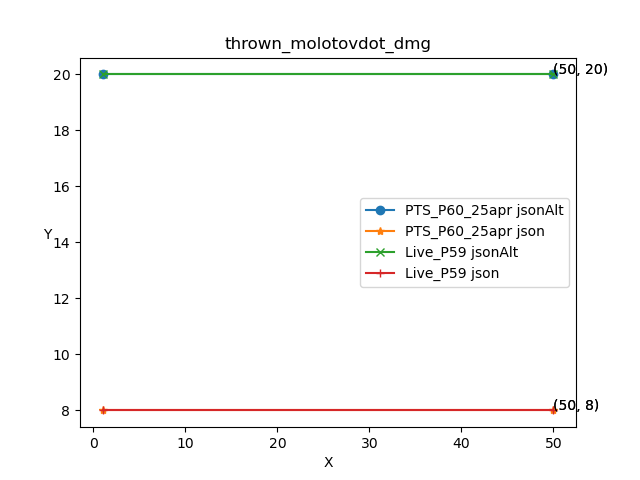 thrown_molotovdot_dmg
20
(50, 20)
18
16
PTS_P60_25apr jsonAlt
PTS_P60_25apr json
Y
14
Live_P59 jsonAlt
Live_P59 json
12
10
8
(50, 8)
0
10
20
30
40
50
X